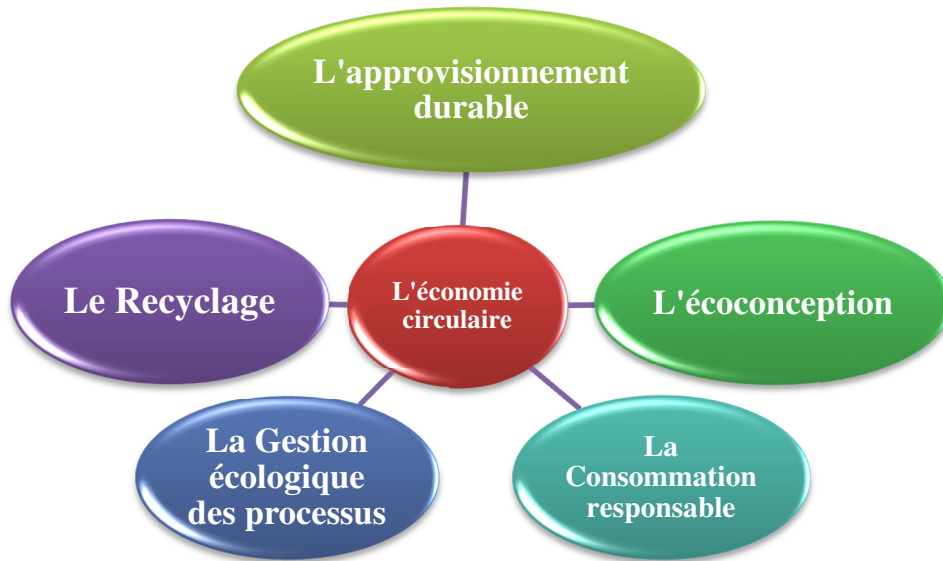 L'approvisionnement
durable
Le Recyclage
L'économie
circulaire
L'écoconception
La Gestion
écologique
des processus
La
Consommation
responsable